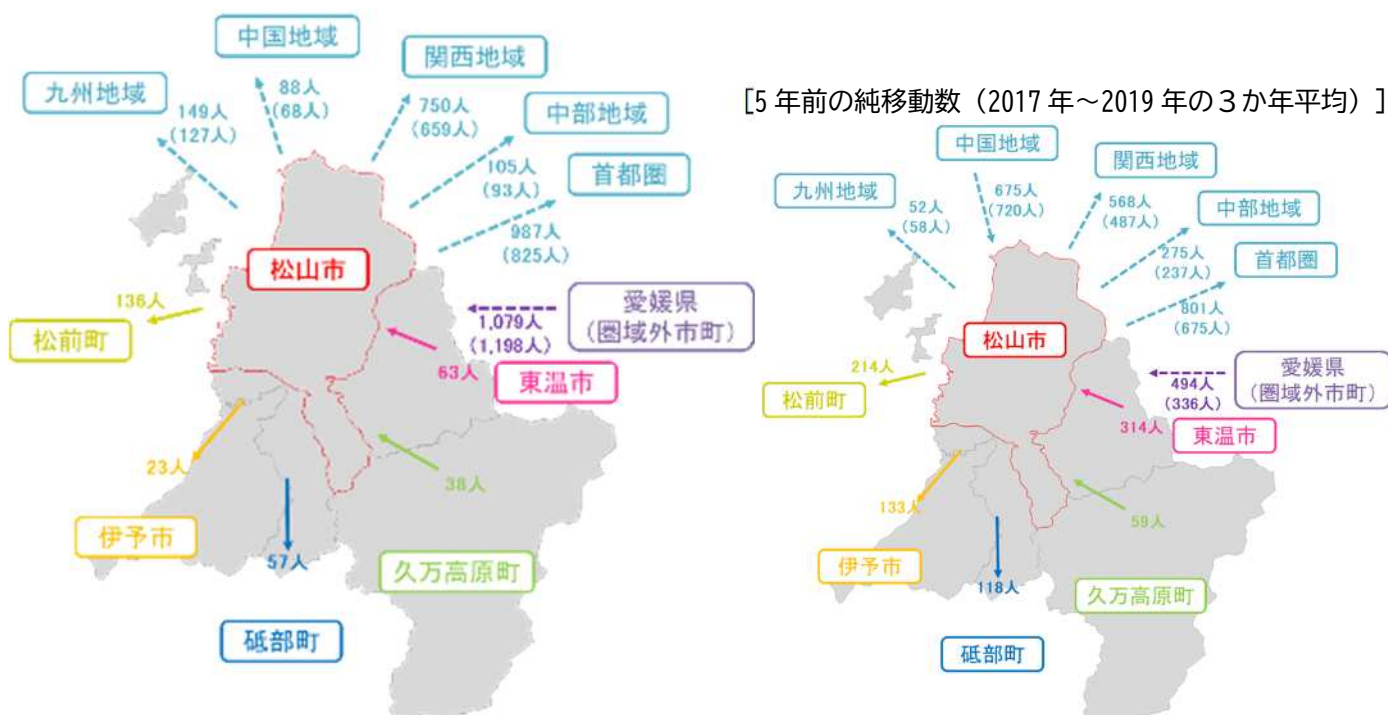 中国地域
88人
(68人)
関西地域
750人
(659人)
九州地域
149人
(127人)
中部地域
105人
(93人)
首都圏
987人
(825人)
松山市
136人
松前町
1,079人
(1,198人)
愛媛県
(圏域外市町)
63人
東温市
23人
38人
伊予市
57人
久万高原町
砥部町
[5年前の純移動数（2017年～2019年の３か年平均）]
中国地域
675人
(720人)
関西地域
568人
(487人)
九州地域
52人
(58人)
中部地域
275人
(237人)
首都圏
801人
(675人)
松山市
214人
松前町
494人
(336人)
愛媛県
(圏域外市町)
314人
東温市
133人
59人
伊予市
118人
久万高原町
砥部町